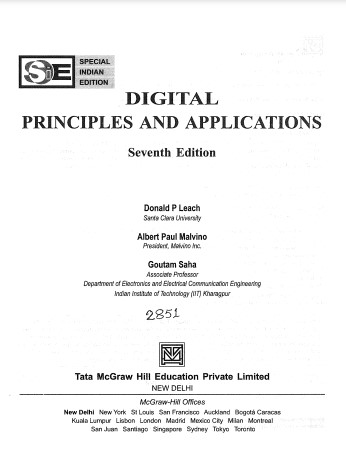 SiE
SPECIAL
INDIAN
EDITION
DIGITAL
PRINCIPLES AND APPLICATIONS
Seventh Edition
Donald P Leach
Santa Clara University
Albert Paul Malvino
President, Malvino Inc.
Goutam Saha
Associate Professor
Department of Electronics and Electrical Communication Engineering
Indian Institute of Technology (IIT) Kharagpur
2851
Tata McGraw Hill Education Private Limited
NEW DELHI
McGraw-Hill Offices
New Delhi New York St Louis San Francisco Auckland Bogotá Caracas
Kuala Lumpur Lisbon London Madrid Mexico City Milan Montreal
San Juan Santiago Singapore Sydney Tokyo Toronto